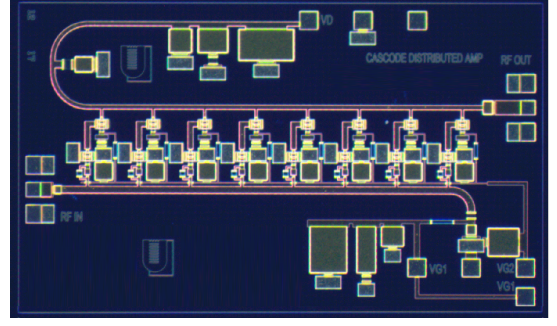 VD
CASCODE DISTRIBUTED AMP
RF OUT
RF IN
VG1
VG2
VG1